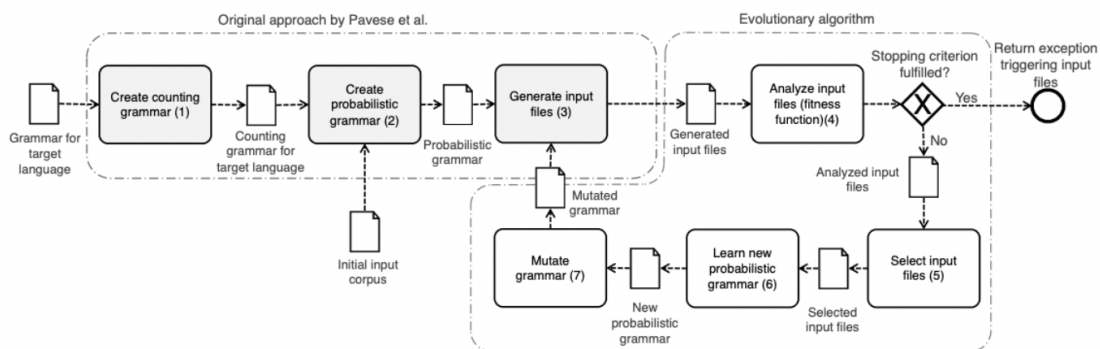 Original approach by Pavese et al.
Evolutionary algorithm
Grammar for
target
language
Create counting
grammar (1)
Counting
grammar for
target language
Create
probabilistic
grammar (2)
Probabilistic
grammar
Generate input
files (3)
Generated
input files
Analyze input
files (fitness
function)(4)
Stopping criterion
fulfilled?
X
Yes
Return exception
triggering input
files
No
Analyzed input
files
Initial input
corpus
Mutated
grammar
Mutate
grammar (7)
New
probabilistic
grammar
Learn new
probabilistic
grammar (6)
Selected
input files
Select input
files (5)